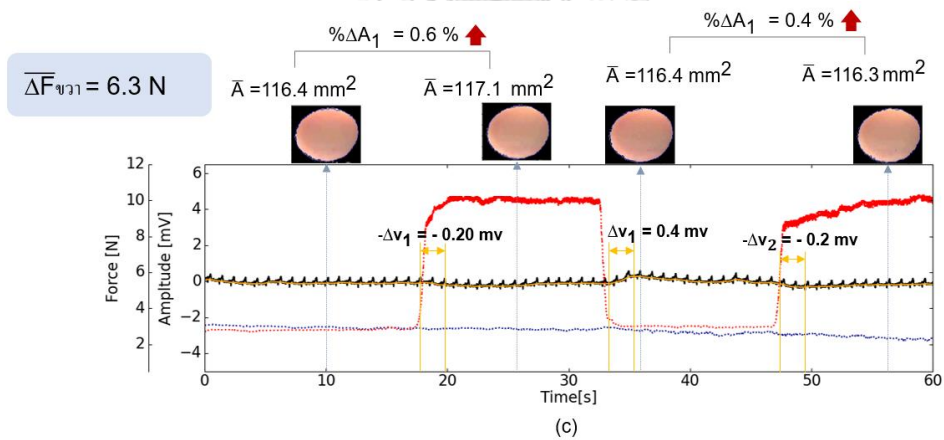 %ΔA₁ = 0.6 %
%ΔA₁ = 0.4 %
ΔF ขวา = 6.3 N
A =116.4 mm²
A =117.1 mm²
A =116.4 mm²
A =116.3 mm²
Force [N]
12
10
8
6
4
2
Amplitude [mV]
6
4
2
0
−2
−4
-Δv₁ = - 0.20 mv
Δv₁ = 0.4 mv
-Δv₂ = - 0.2 mv
0 10 20 30 40 50 60
Time[s]
(c)